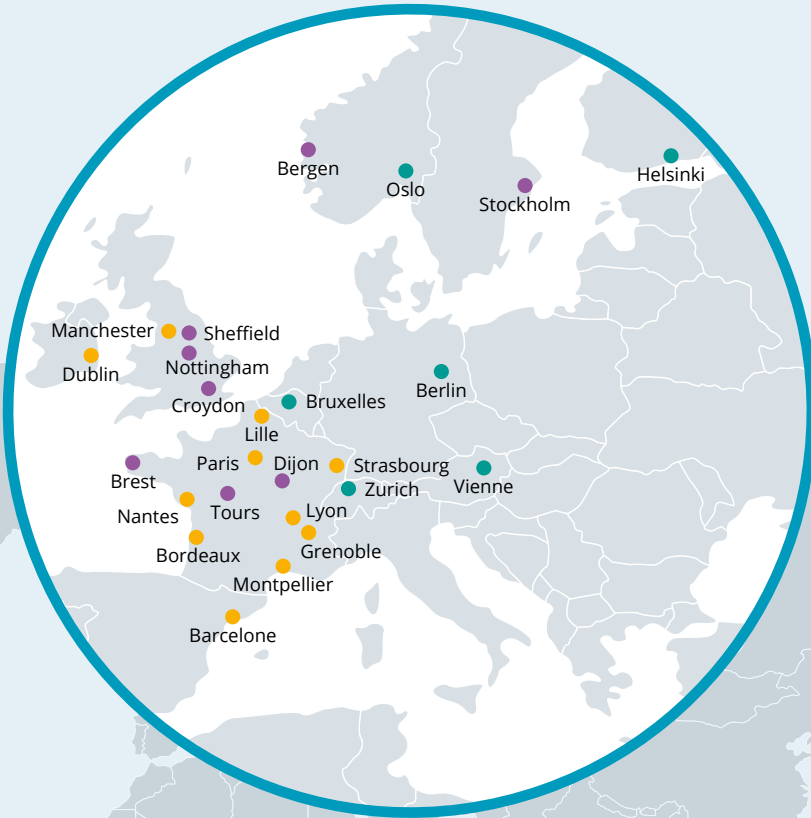 Bergen
Oslo
Helsinki
Stockholm
Manchester
Sheffield
Dublin
Nottingham
Berlin
Croydon
Bruxelles
Lille
Paris
Dijon
Strasbourg
Brest
Zurich
Vienne
Nantes
Tours
Lyon
Bordeaux
Grenoble
Montpellier
Barcelone